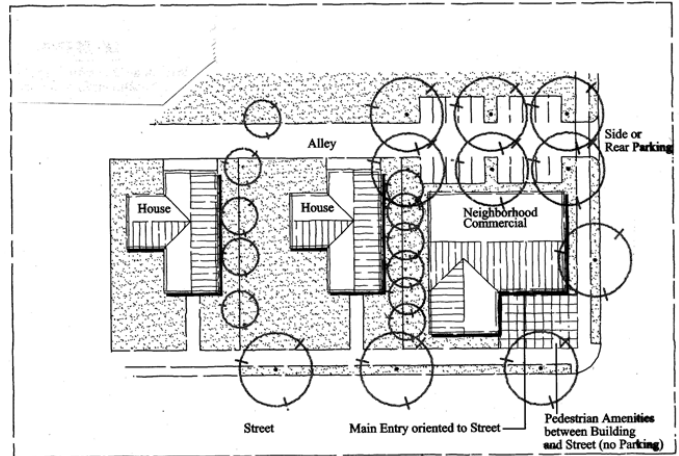 Alley
Side or
Rear Parking
House
House
Neighborhood
Commercial
Street
Main Entry oriented to Street
Pedestrian Amenities
between Building
and Street (no Parking)